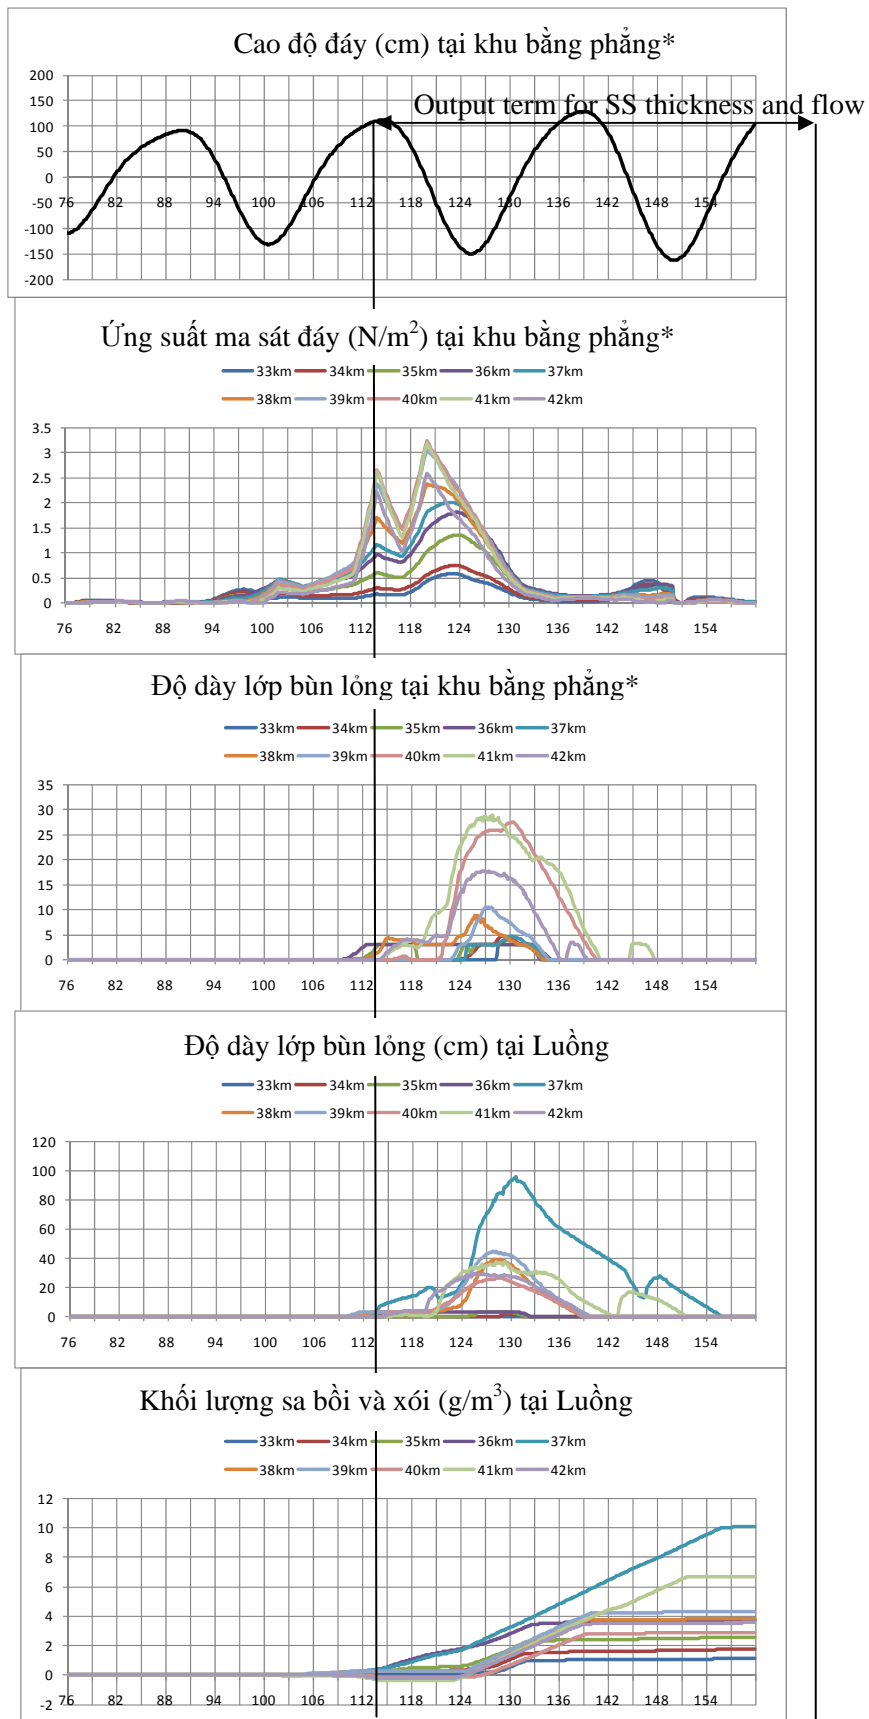 Cao độ đáy (cm) tại khu bằng phẳng*
Output term for SS thickness and flow
200
150
100
50
0
-50
-100
-150
-200
76 82 88 94 100 106 112 118 124 130 136 142 148 154
Ứng suất ma sát đáy (N/m²) tại khu bằng phẳng*
33km 34km 35km 36km 37km
38km 39km 40km 41km 42km
3.5
3
2.5
2
1.5
1
0.5
0
76 82 88 94 100 106 112 118 124 130 136 142 148 154
Độ dày lớp bùn lỏng tại khu bằng phẳng*
33km 34km 35km 36km 37km
38km 39km 40km 41km 42km
35
30
25
20
15
10
5
0
76 82 88 94 100 106 112 118 124 130 136 142 148 154
Độ dày lớp bùn lỏng (cm) tại Luồng
33km 34km 35km 36km 37km
38km 39km 40km 41km 42km
120
100
80
60
40
20
0
76 82 88 94 100 106 112 118 124 130 136 142 148 154
Khối lượng sa bồi và xói (g/m³) tại Luồng
33km 34km 35km 36km 37km
38km 39km 40km 41km 42km
12
10
8
6
4
2
0
-2
76 82 88 94 100 106 112 118 124 130 136 142 148 154